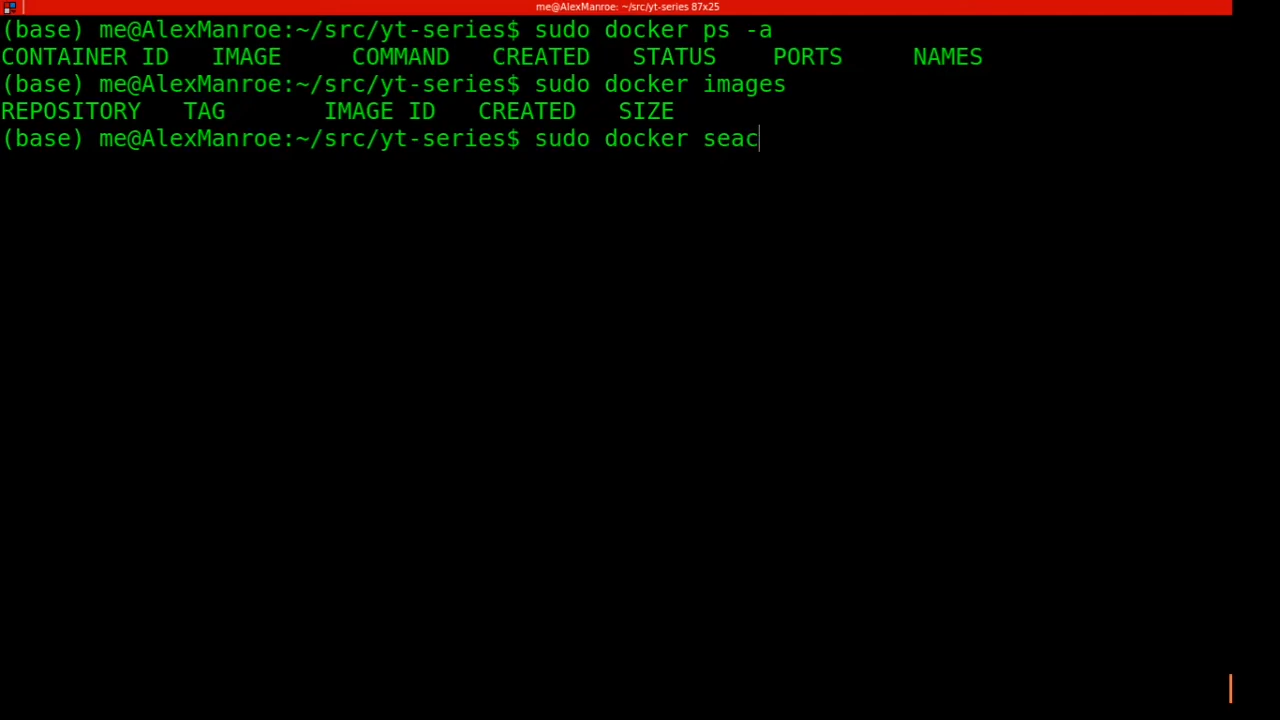 me@AlexManroe: ~/src/yt-series 87x25
(base) me@AlexManroe:~/src/yt-series$ sudo docker ps -a
CONTAINER ID   IMAGE     COMMAND   CREATED   STATUS    PORTS     NAMES
(base) me@AlexManroe:~/src/yt-series$ sudo docker images
REPOSITORY   TAG       IMAGE ID   CREATED   SIZE
(base) me@AlexManroe:~/src/yt-series$ sudo docker seac